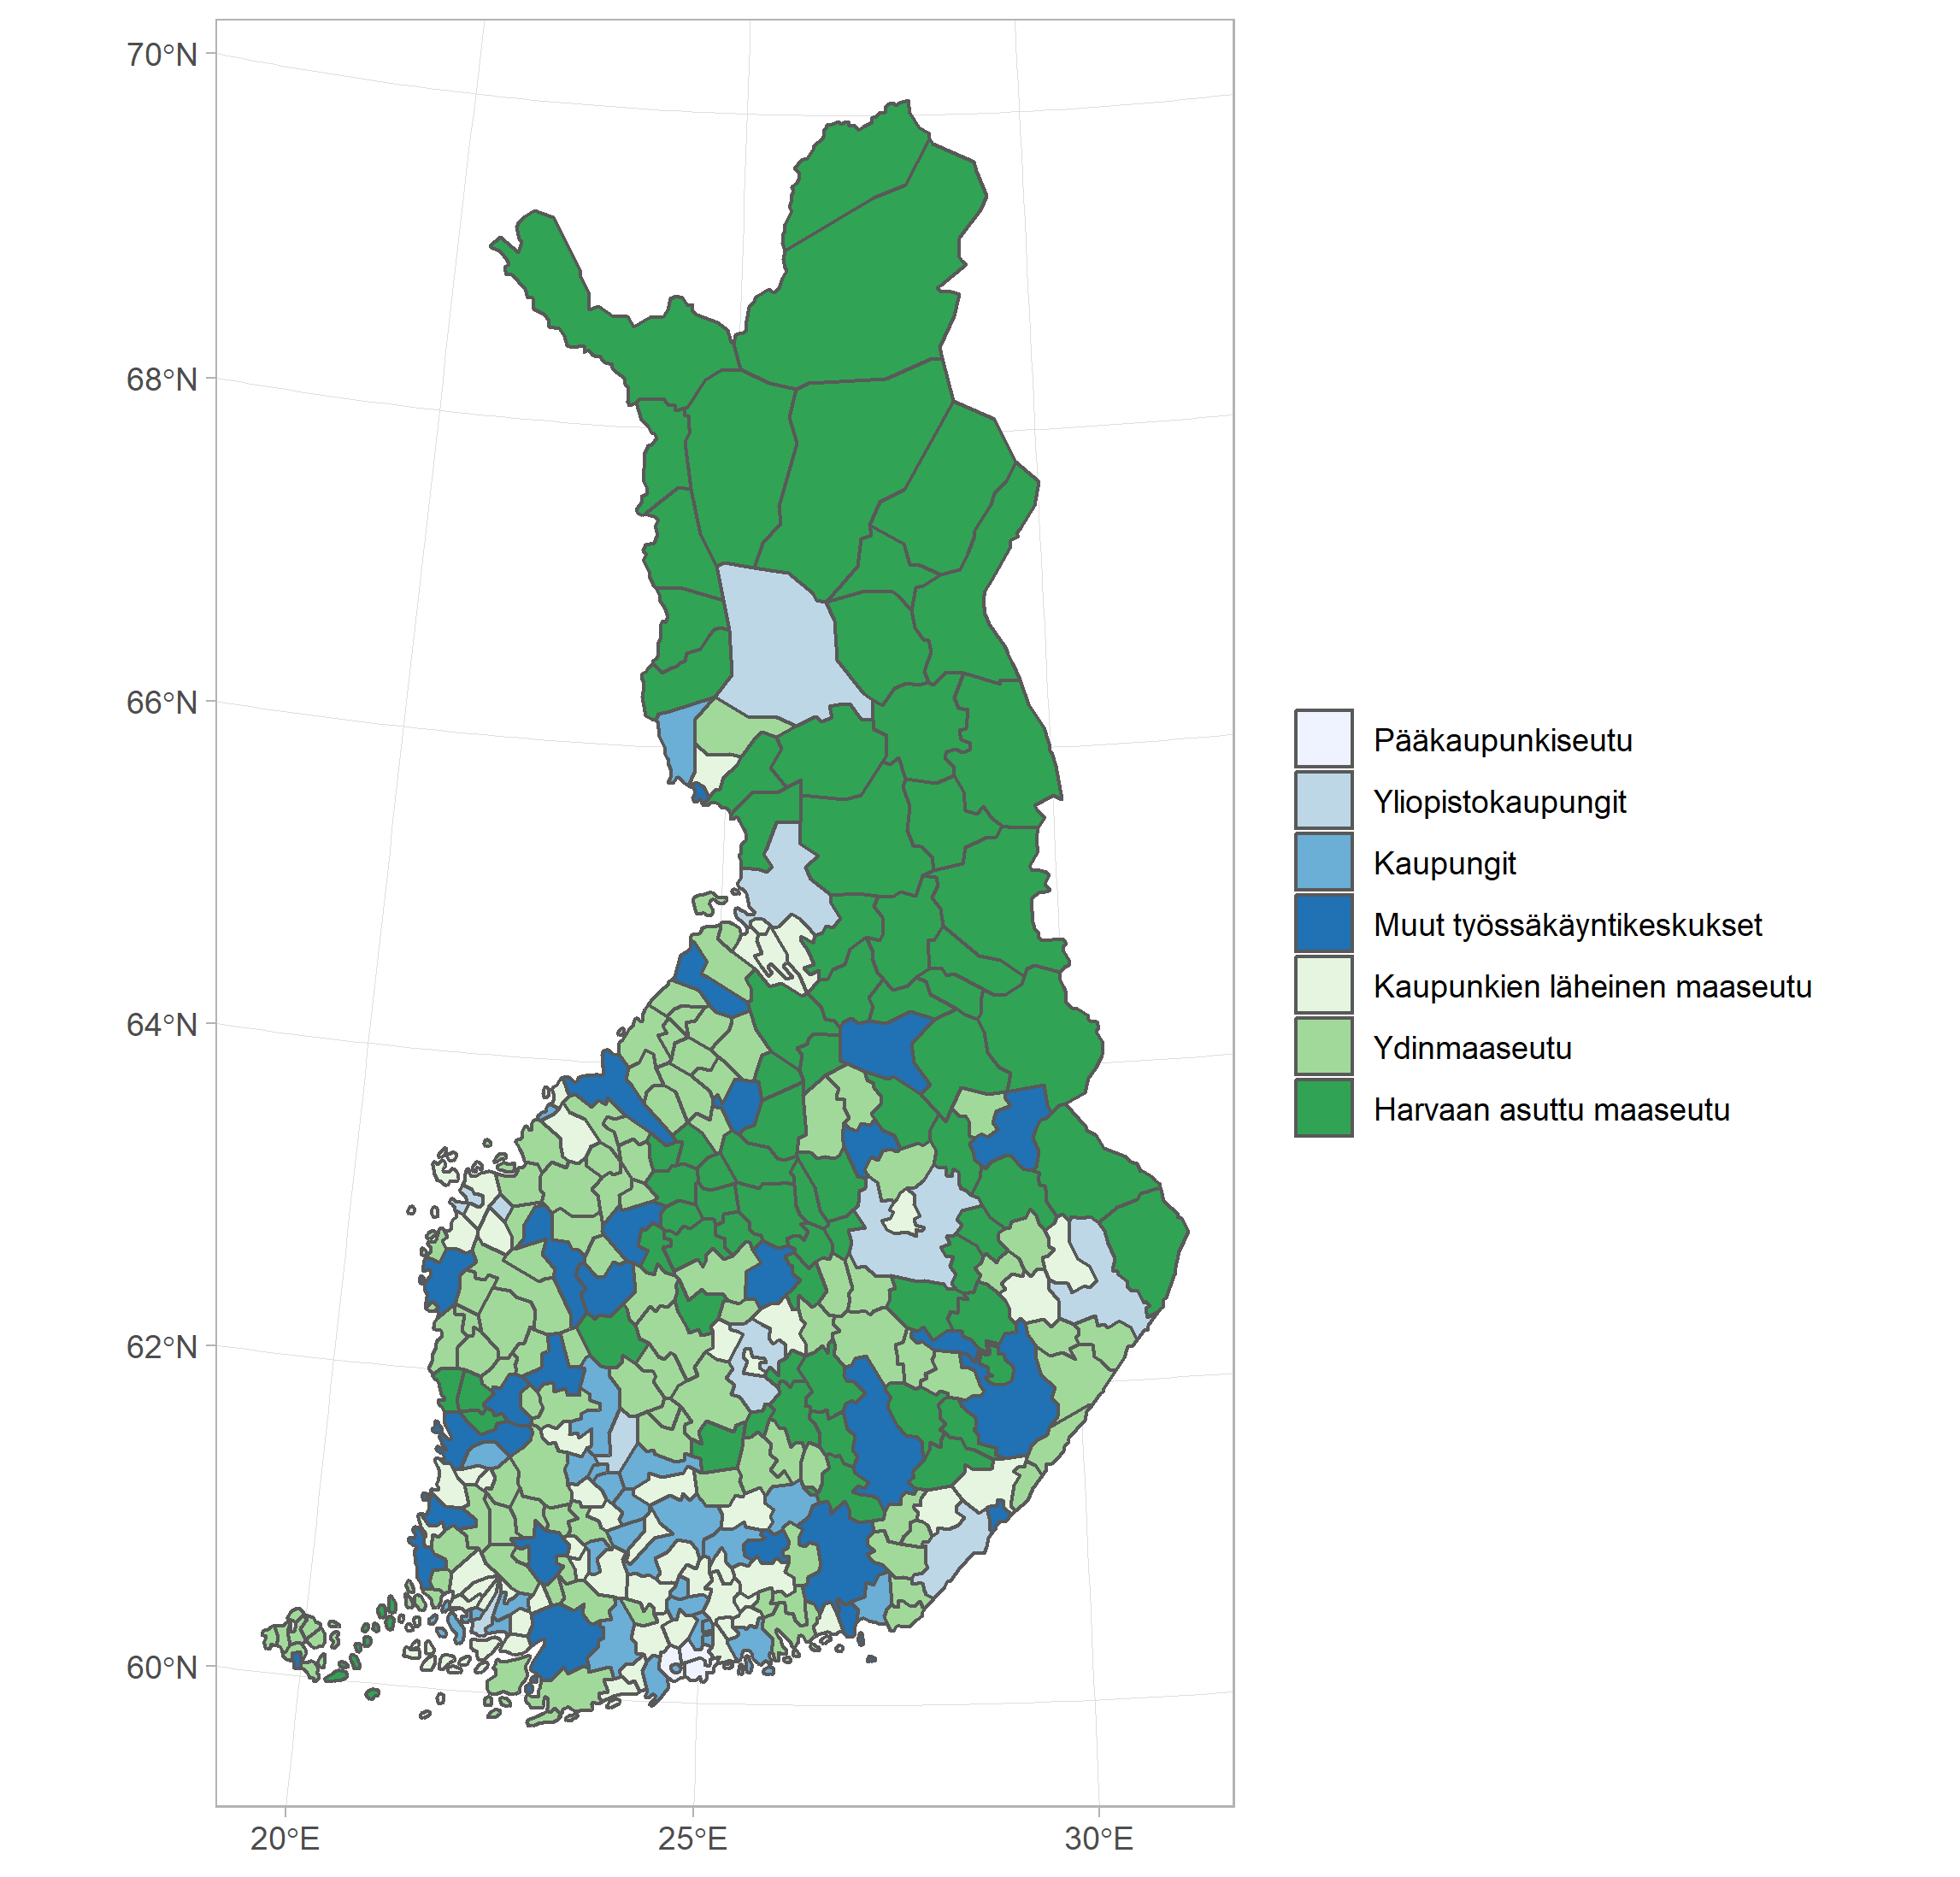 70°N
68°N
66°N
64°N
62°N
60°N
20°E
25°E
30°E
Pääkaupunkiseutu
Yliopistokaupungit
Kaupungit
Muut työssäkäyntikeskukset
Kaupunkien läheinen maaseutu
Ydinmaaseutu
Harvaan asuttu maaseutu